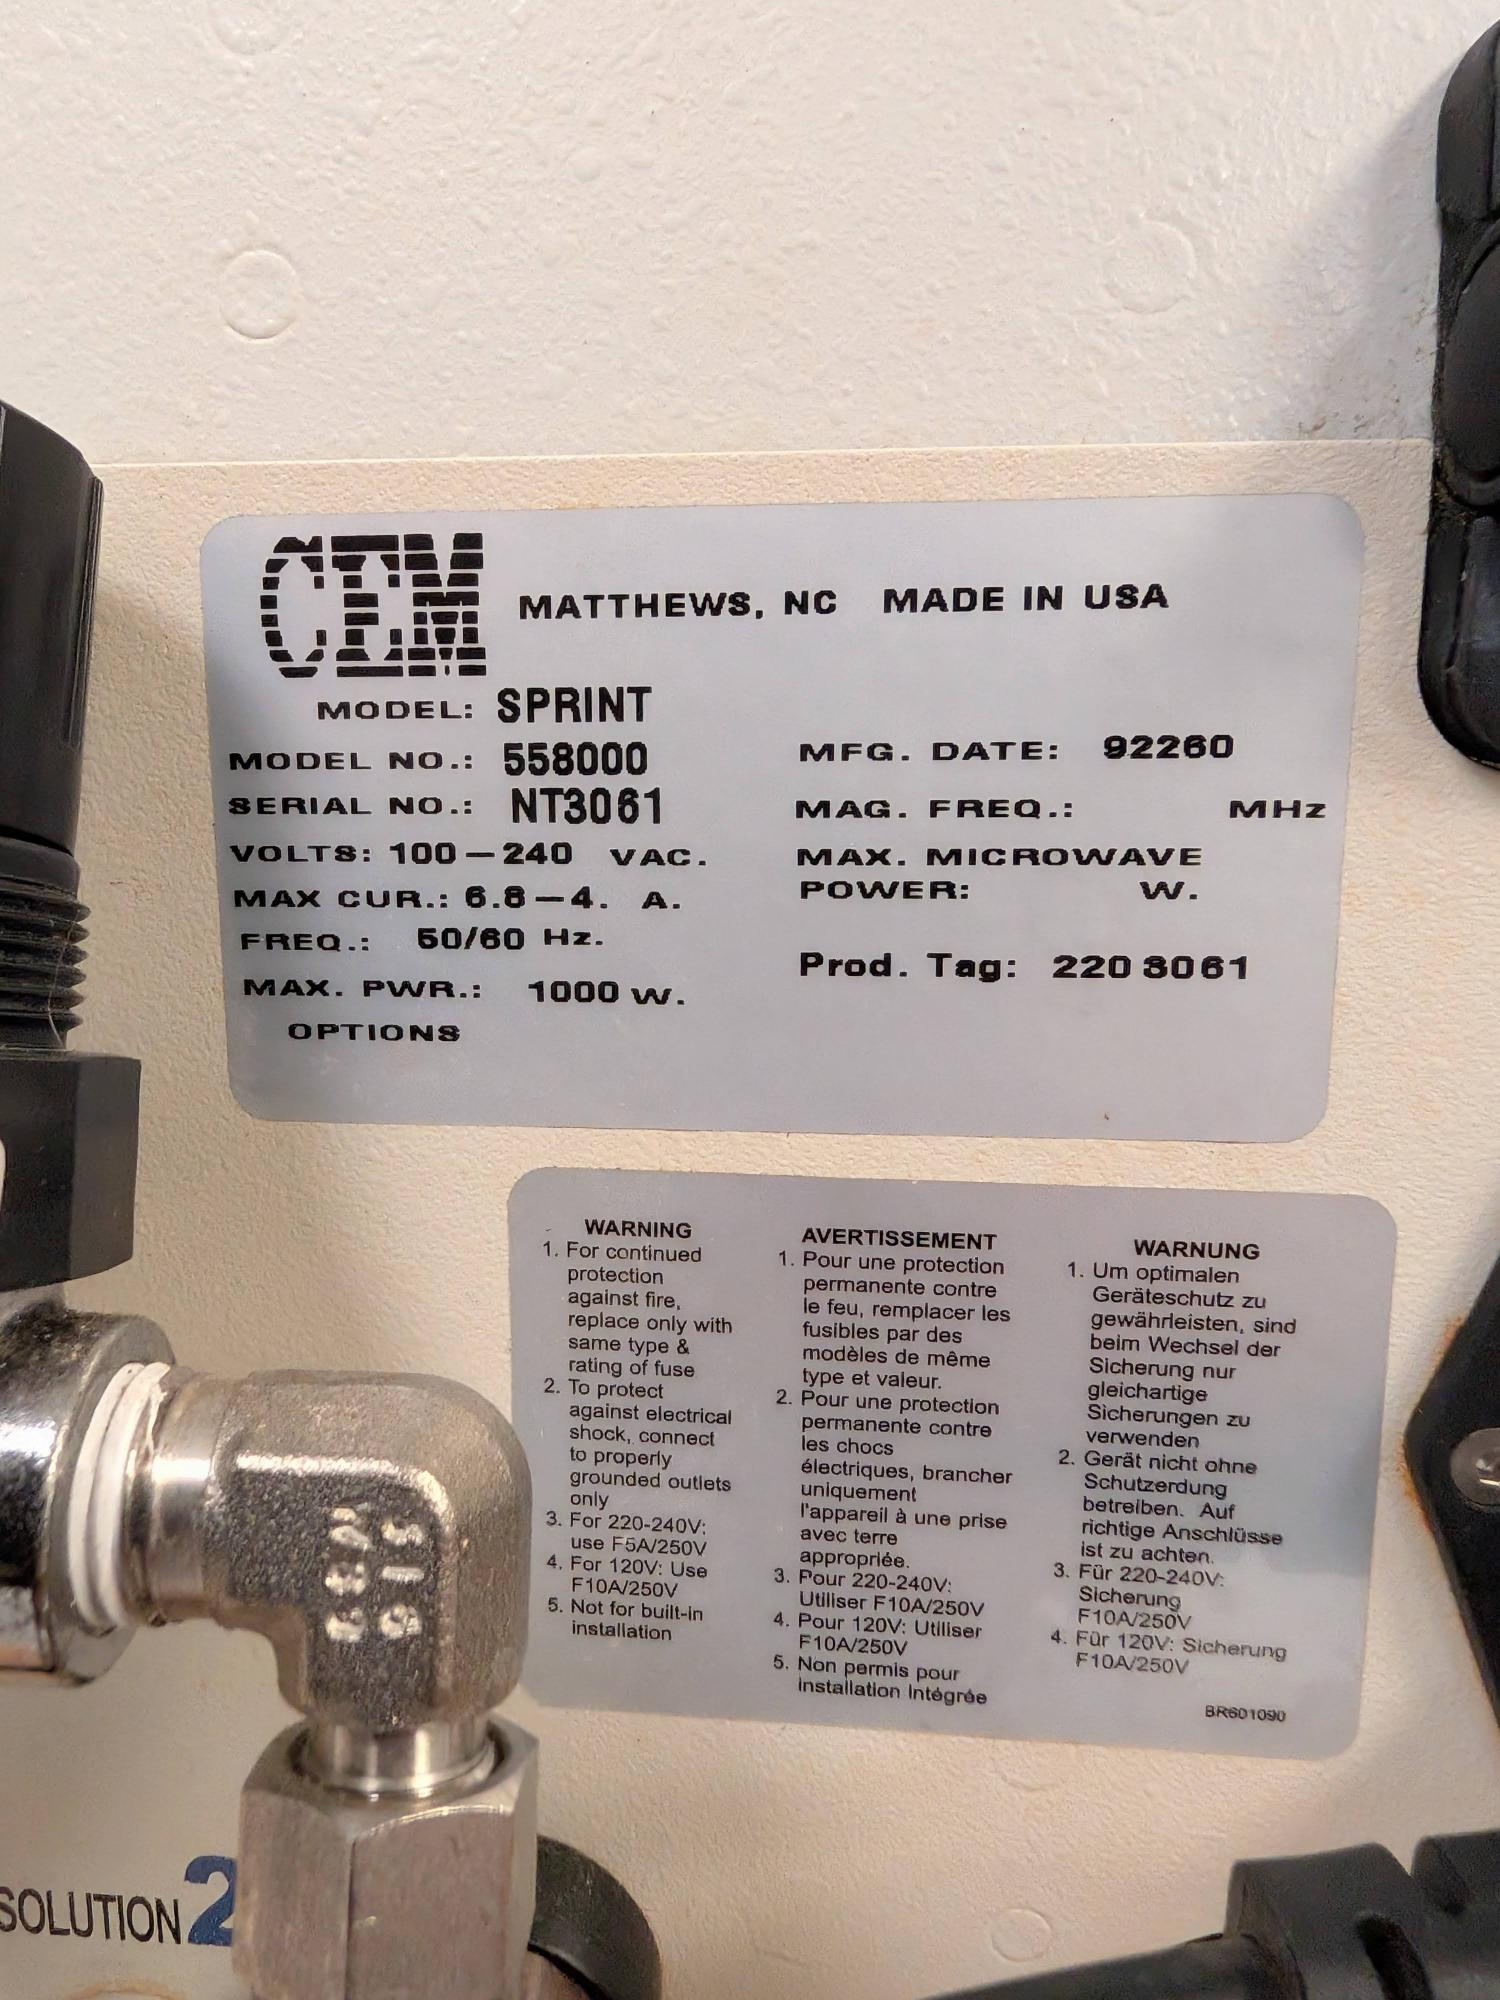 CEM MATTHEWS, NC MADE IN USA
MODEL: SPRINT
MODEL NO.: 558000
SERIAL NO.: NT3061
VOLTS: 100-240 VAC.
MAX CUR.: 6.8-4. A.
FREQ.: 50/60 Hz.
MAX. PWR.: 1000 W.
OPTIONS
MFG. DATE: 92260
MAG. FREQ.: MHz
MAX. MICROWAVE
POWER: W.
Prod. Tag: 220 3061
WARNING
1. For continued
protection
against fire,
replace only with
same type &
rating of fuse
2. To protect
against electrical
shock, connect
to properly
grounded outlets
only
3. For 220-240V:
use F5A/250V
4. For 120V: Use
F10A/250V
5. Not for built-in
installation
AVERTISSEMENT
1. Pour une protection
permanente contre
le feu, remplacer les
fusibles par des
modèles de même
type et valeur.
2. Pour une protection
permanente contre
les chocs
électriques, brancher
uniquement
l'appareil à une prise
avec terre
appropriée.
3. Pour 220-240V:
Utiliser F10A/250V
4. Pour 120V: Utiliser
F10A/250V
5. Non permis pour
Installation Intégrée
WARNUNG
1. Um optimalen
Geräteschutz zu
gewährleisten, sind
beim Wechsel der
Sicherung nur
gleichartige
Sicherungen zu
verwenden
2. Gerät nicht ohne
Schutzerdung
betreiben. Auf
richtige Anschlüsse
ist zu achten.
3. Für 220-240V:
Sicherung
F10A/250V
4. Für 120V: Sicherung
F10A/250V
BR601090
316
SOLUTION 2